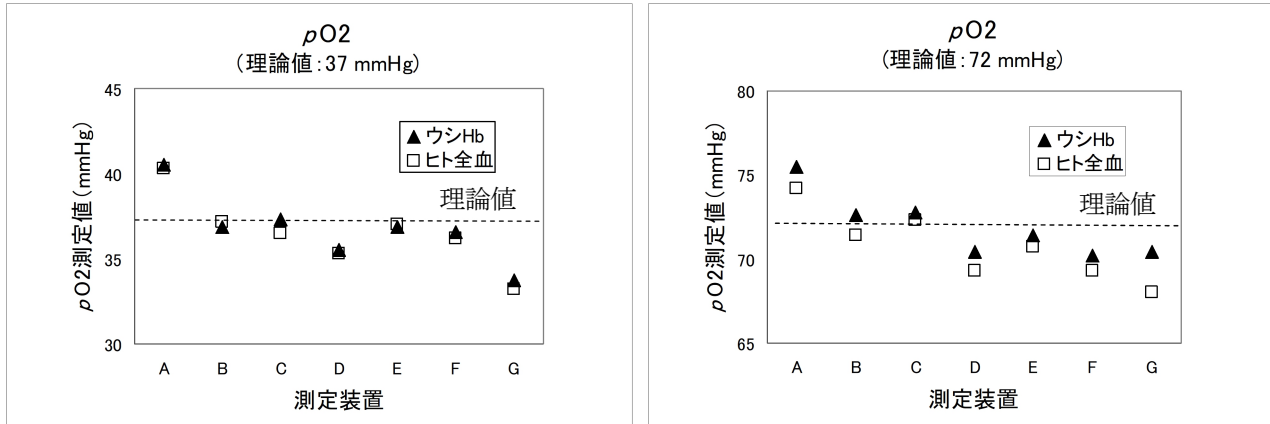 pO2
(理論値:37 mmHg)
45
40
35
30
pO2測定値(mmHg)
▲ ウシHb
□ ヒト全血
理論値
A B C D E F G
測定装置
pO2
(理論値:72 mmHg)
80
75
70
65
pO2測定値(mmHg)
▲ ウシHb
□ ヒト全血
理論値
A B C D E F G
測定装置